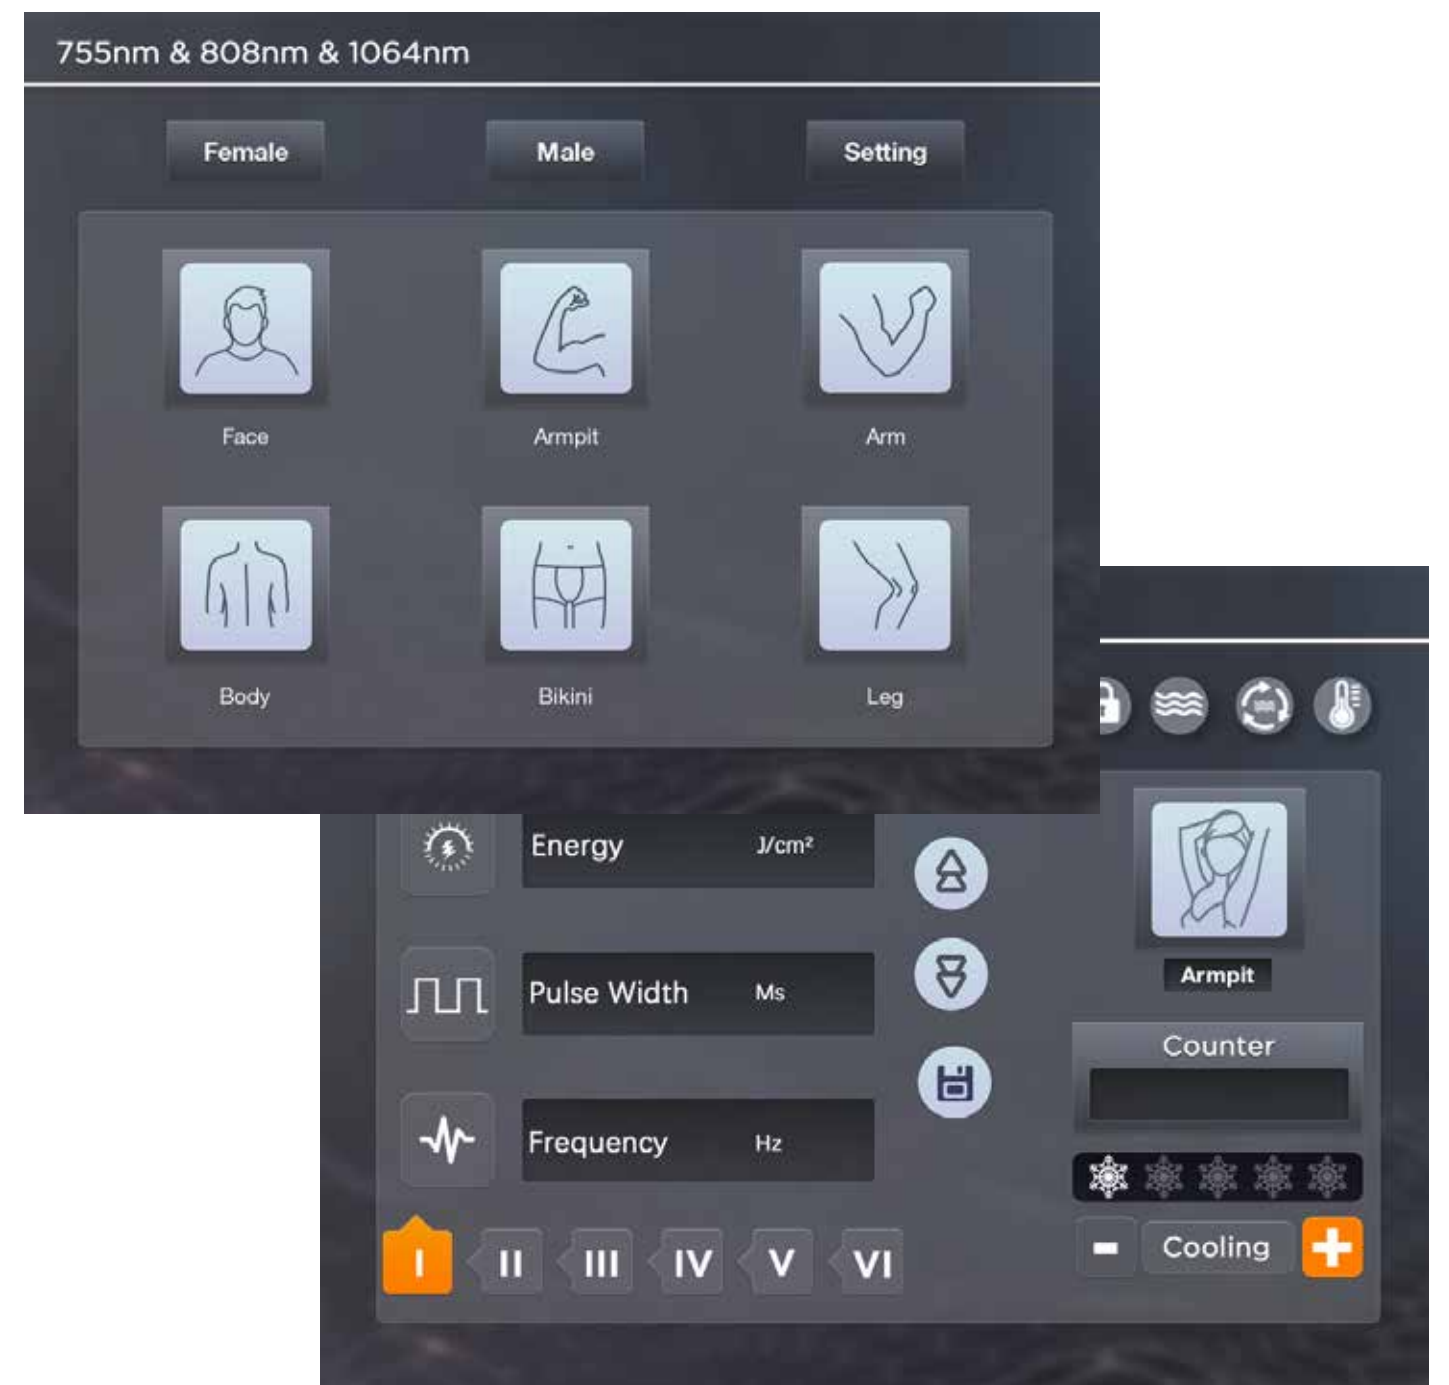 755nm & 808nm & 1064nm
Female Male Setting
Face Armpit Arm
Body Bikini Leg
Energy J/cm²
Armpit
Pulse Width Ms
Counter
Frequency Hz
I II III IV V VI
- Cooling +